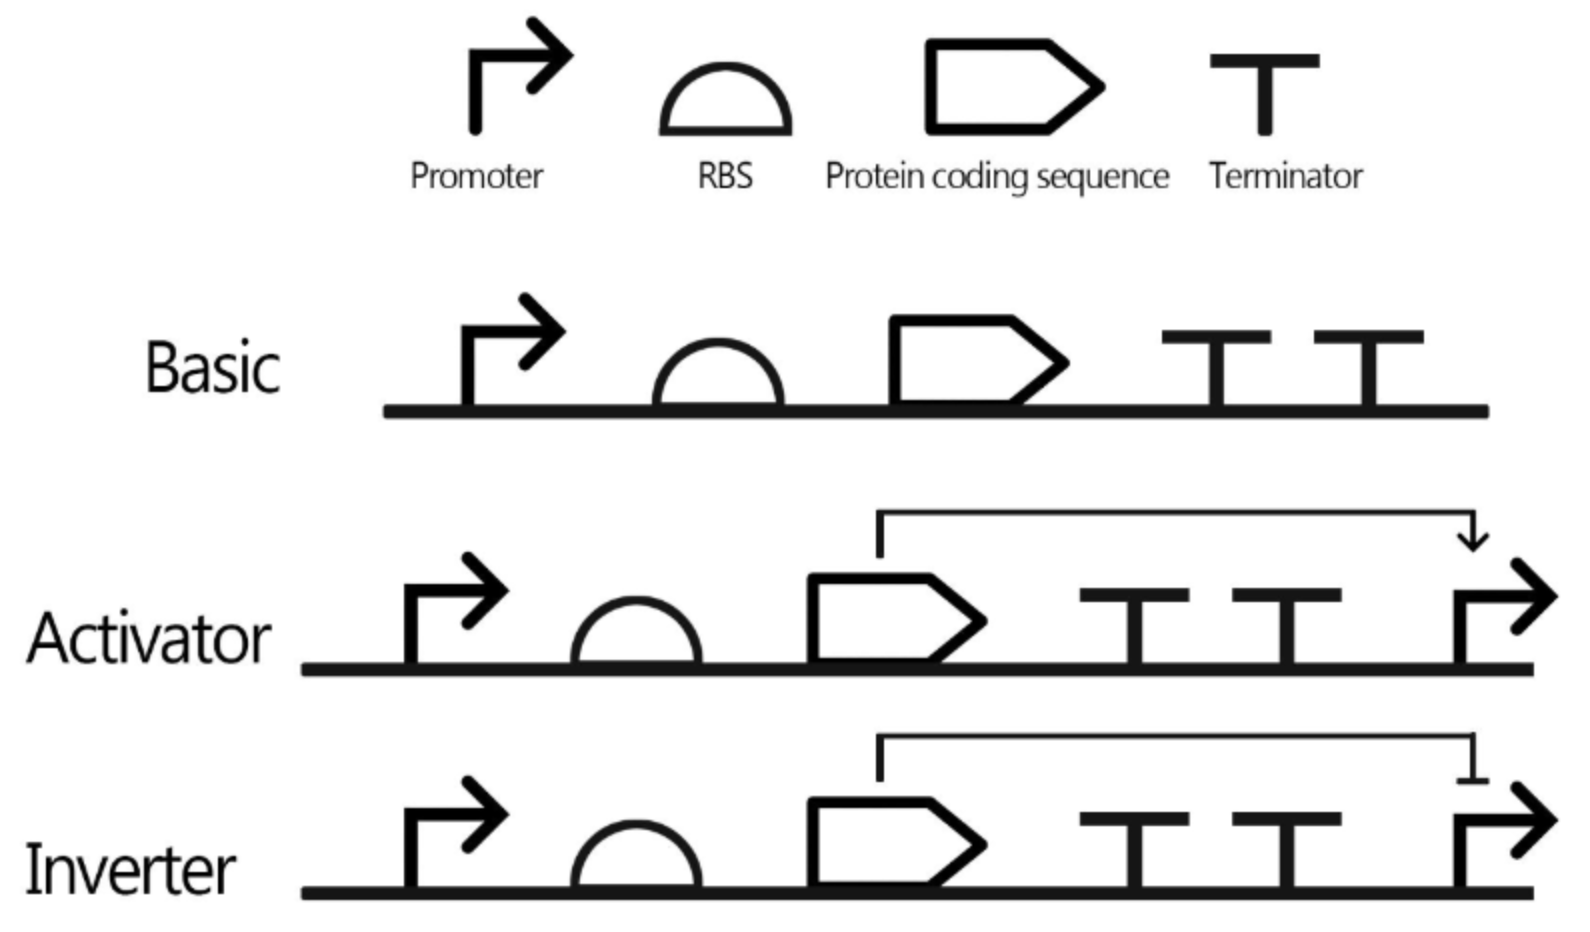 Promoter RBS Protein coding sequence Terminator
Basic
Activator
Inverter